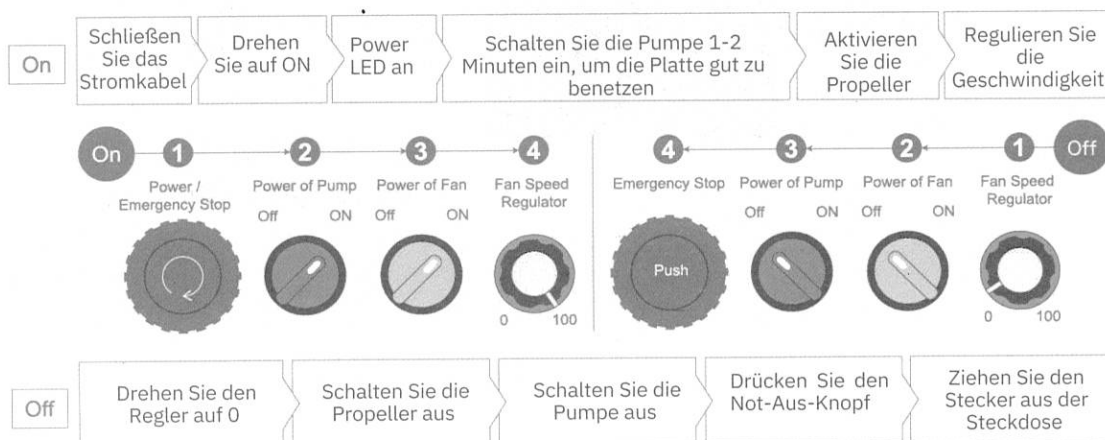 On
Schließen
Sie das
Stromkabel
Drehen
Sie auf ON
Power
LED an
Schalten Sie die Pumpe 1-2
Minuten ein, um die Platte gut zu
benetzen
Aktivieren
Sie die
Propeller
Regulieren Sie
die
Geschwindigkeit
On
1
2
3
4
Power /
Emergency Stop
Power of Pump
Off ON
Power of Fan
Off ON
Fan Speed
Regulator
0 100
4
3
2
1
Off
Emergency Stop
Push
Power of Pump
Off ON
Power of Fan
Off ON
Fan Speed
Regulator
0 100
Off
Drehen Sie den
Regler auf 0
Schalten Sie die
Propeller aus
Schalten Sie die
Pumpe aus
Drücken Sie den
Not-Aus-Knopf
Ziehen Sie den
Stecker aus der
Steckdose